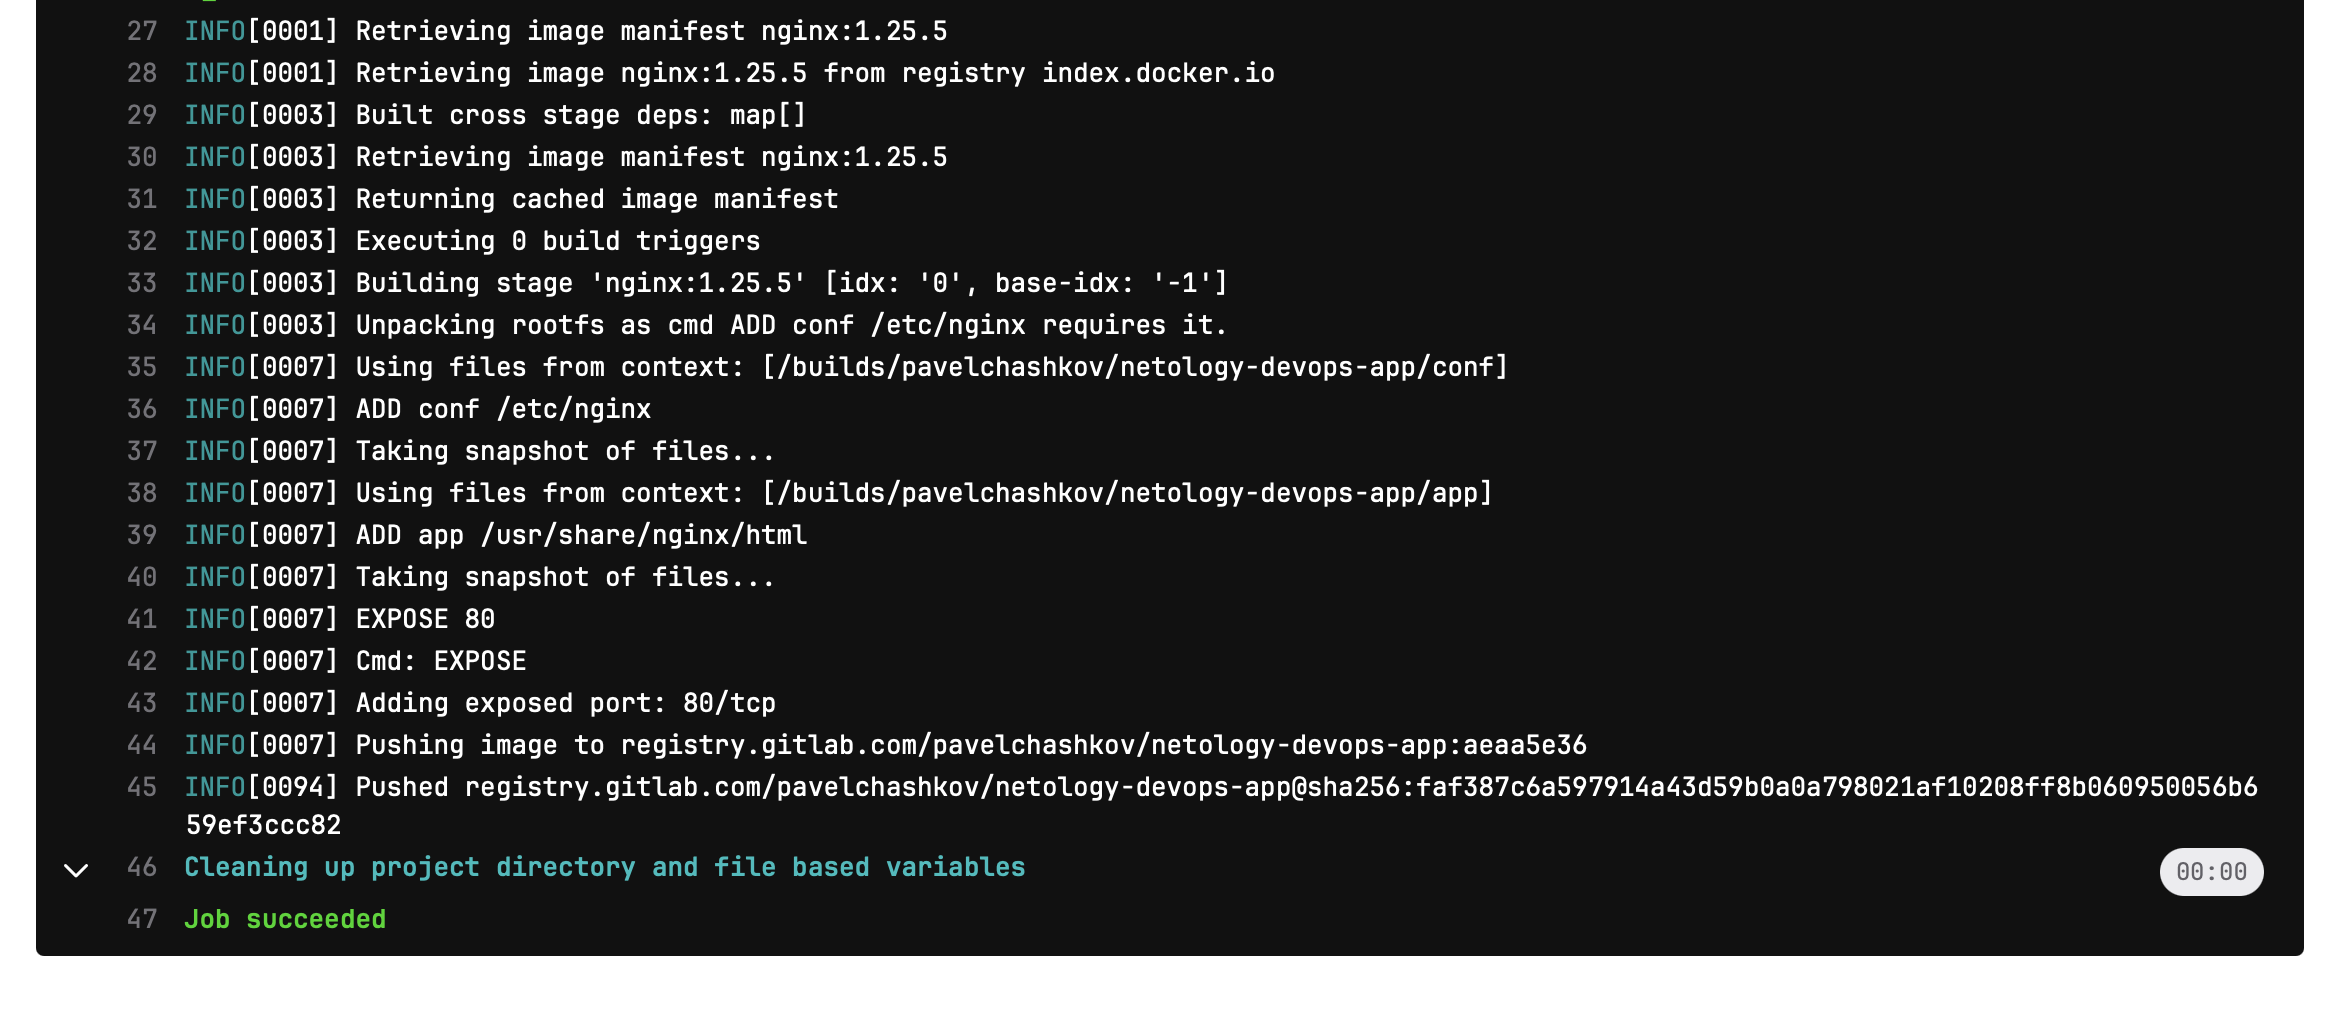 27 INFO[0001] Retrieving image manifest nginx:1.25.5
28 INFO[0001] Retrieving image nginx:1.25.5 from registry index.docker.io
29 INFO[0003] Built cross stage deps: map[]
30 INFO[0003] Retrieving image manifest nginx:1.25.5
31 INFO[0003] Returning cached image manifest
32 INFO[0003] Executing 0 build triggers
33 INFO[0003] Building stage 'nginx:1.25.5' [idx: '0', base-idx: '-1']
34 INFO[0003] Unpacking rootfs as cmd ADD conf /etc/nginx requires it.
35 INFO[0007] Using files from context: [/builds/pavelchashkov/netology-devops-app/conf]
36 INFO[0007] ADD conf /etc/nginx
37 INFO[0007] Taking snapshot of files...
38 INFO[0007] Using files from context: [/builds/pavelchashkov/netology-devops-app/app]
39 INFO[0007] ADD app /usr/share/nginx/html
40 INFO[0007] Taking snapshot of files...
41 INFO[0007] EXPOSE 80
42 INFO[0007] Cmd: EXPOSE
43 INFO[0007] Adding exposed port: 80/tcp
44 INFO[0007] Pushing image to registry.gitlab.com/pavelchashkov/netology-devops-app:aeaa5e36
45 INFO[0094] Pushed registry.gitlab.com/pavelchashkov/netology-devops-app@sha256:faf387c6a597914a43d59b0a0a798021af10208ff8b060950056b6
59ef3ccc82
46 Cleaning up project directory and file based variables 00:00
47 Job succeeded